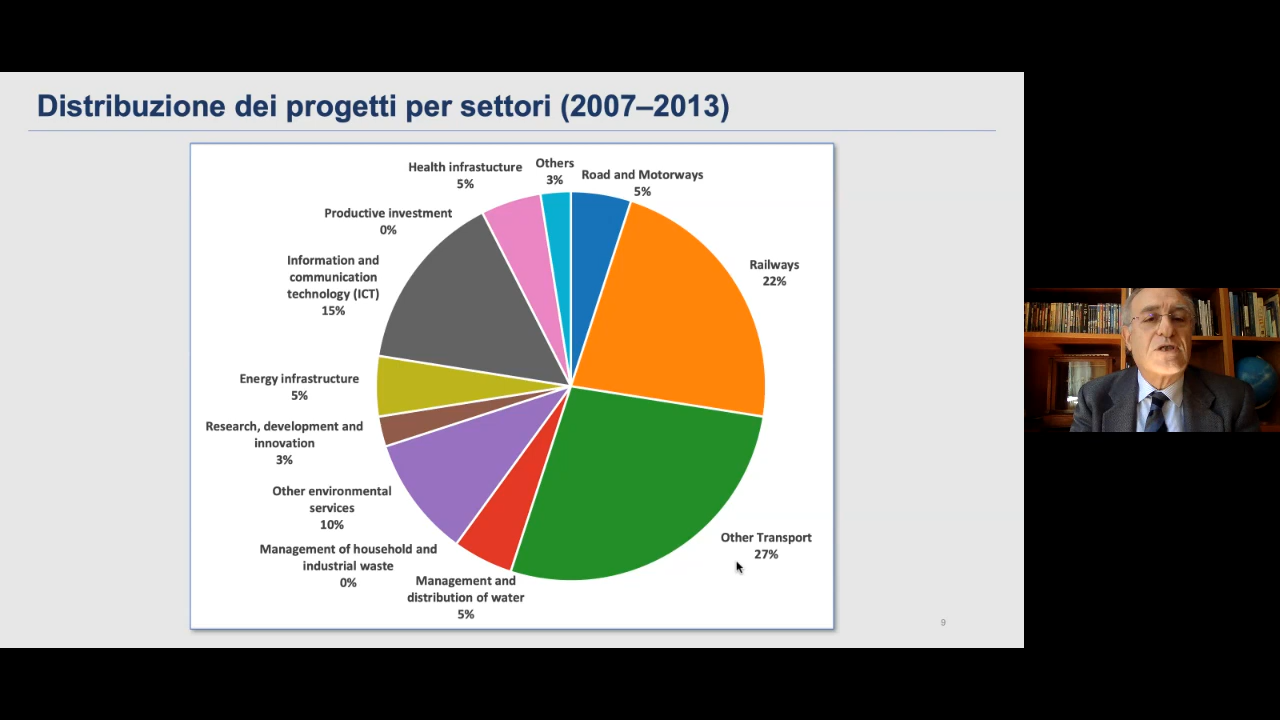 Distribuzione dei progetti per settori (2007–2013)
Health infrastucture
5%
Others
3%
Road and Motorways
5%
Productive investment
0%
Information and
communication
technology (ICT)
15%
Railways
22%
Energy infrastructure
5%
Research, development and
innovation
3%
Other environmental
services
10%
Other Transport
27%
Management of household and
industrial waste
0%
Management and
distribution of water
5%
9